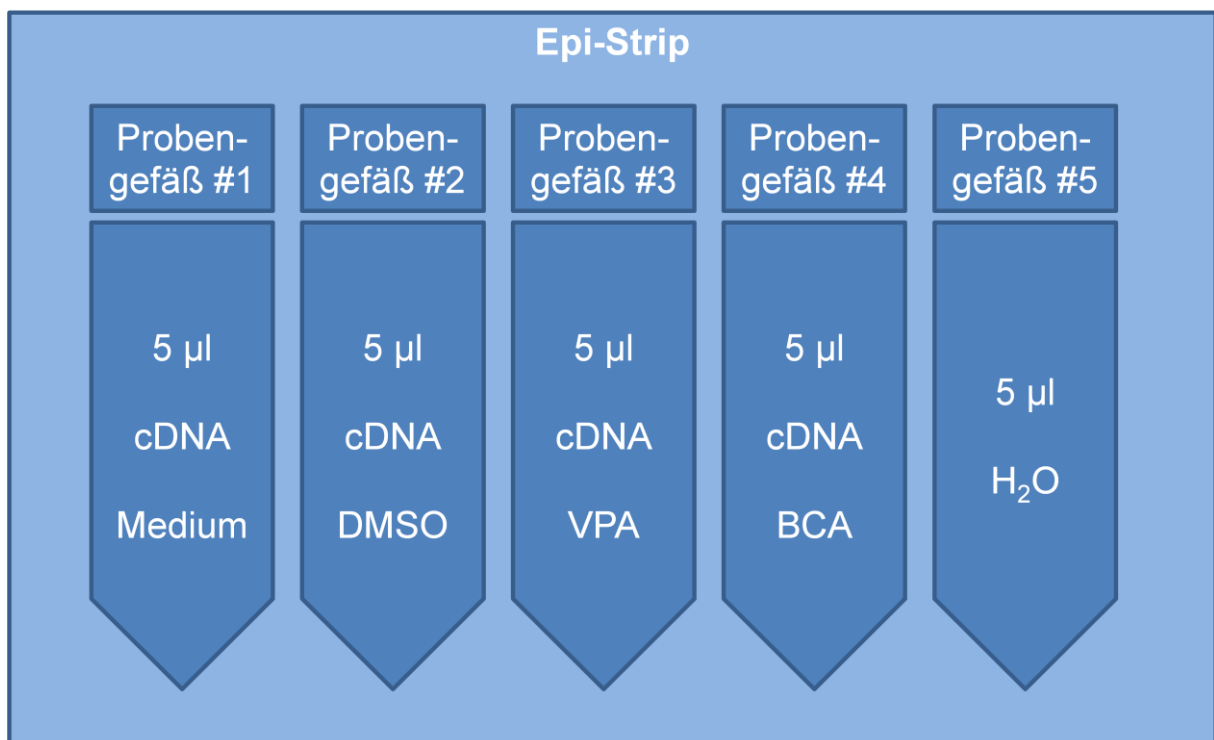 Epi-Strip
Proben-
gefäß #1
Proben-
gefäß #2
Proben-
gefäß #3
Proben-
gefäß #4
Proben-
gefäß #5
5 µl
cDNA
Medium
5 µl
cDNA
DMSO
5 µl
cDNA
VPA
5 µl
cDNA
BCA
5 µl
H₂O